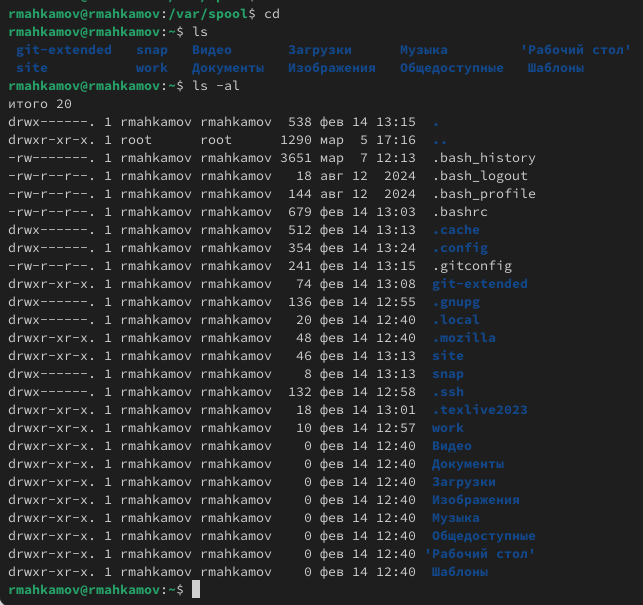 rmahkamov@rmahkamov:/var/spool$ cd
rmahkamov@rmahkamov:~$ ls
git-extended snap Видео Загрузки Музыка 'Рабочий стол'
site work Документы Изображения Общедоступные Шаблоны
rmahkamov@rmahkamov:~$ ls -al
итого 20
drwx------. 1 rmahkamov rmahkamov 538 фев 14 13:15 .
drwxr-xr-x. 1 root root 1290 мар 5 17:16 ..
-rw-------. 1 rmahkamov rmahkamov 3651 мар 7 12:13 .bash_history
-rw-r--r--. 1 rmahkamov rmahkamov 18 авг 12 2024 .bash_logout
-rw-r--r--. 1 rmahkamov rmahkamov 144 авг 12 2024 .bash_profile
-rw-r--r--. 1 rmahkamov rmahkamov 679 фев 14 13:03 .bashrc
drwx------. 1 rmahkamov rmahkamov 512 фев 14 13:13 .cache
drwx------. 1 rmahkamov rmahkamov 354 фев 14 13:24 .config
-rw-r--r--. 1 rmahkamov rmahkamov 241 фев 14 13:15 .gitconfig
drwxr-xr-x. 1 rmahkamov rmahkamov 74 фев 14 13:08 git-extended
drwx------. 1 rmahkamov rmahkamov 136 фев 14 12:55 .gnupg
drwx------. 1 rmahkamov rmahkamov 20 фев 14 12:40 .local
drwxr-xr-x. 1 rmahkamov rmahkamov 48 фев 14 12:40 .mozilla
drwxr-xr-x. 1 rmahkamov rmahkamov 46 фев 14 13:13 site
drwx------. 1 rmahkamov rmahkamov 8 фев 14 13:13 snap
drwx------. 1 rmahkamov rmahkamov 132 фев 14 12:58 .ssh
drwxr-xr-x. 1 rmahkamov rmahkamov 18 фев 14 13:01 .texlive2023
drwxr-xr-x. 1 rmahkamov rmahkamov 10 фев 14 12:57 work
drwxr-xr-x. 1 rmahkamov rmahkamov 0 фев 14 12:40 Видео
drwxr-xr-x. 1 rmahkamov rmahkamov 0 фев 14 12:40 Документы
drwxr-xr-x. 1 rmahkamov rmahkamov 0 фев 14 12:40 Загрузки
drwxr-xr-x. 1 rmahkamov rmahkamov 0 фев 14 12:40 Изображения
drwxr-xr-x. 1 rmahkamov rmahkamov 0 фев 14 12:40 Музыка
drwxr-xr-x. 1 rmahkamov rmahkamov 0 фев 14 12:40 Общедоступные
drwxr-xr-x. 1 rmahkamov rmahkamov 0 фев 14 12:40 'Рабочий стол'
drwxr-xr-x. 1 rmahkamov rmahkamov 0 фев 14 12:40 Шаблоны
rmahkamov@rmahkamov:~$